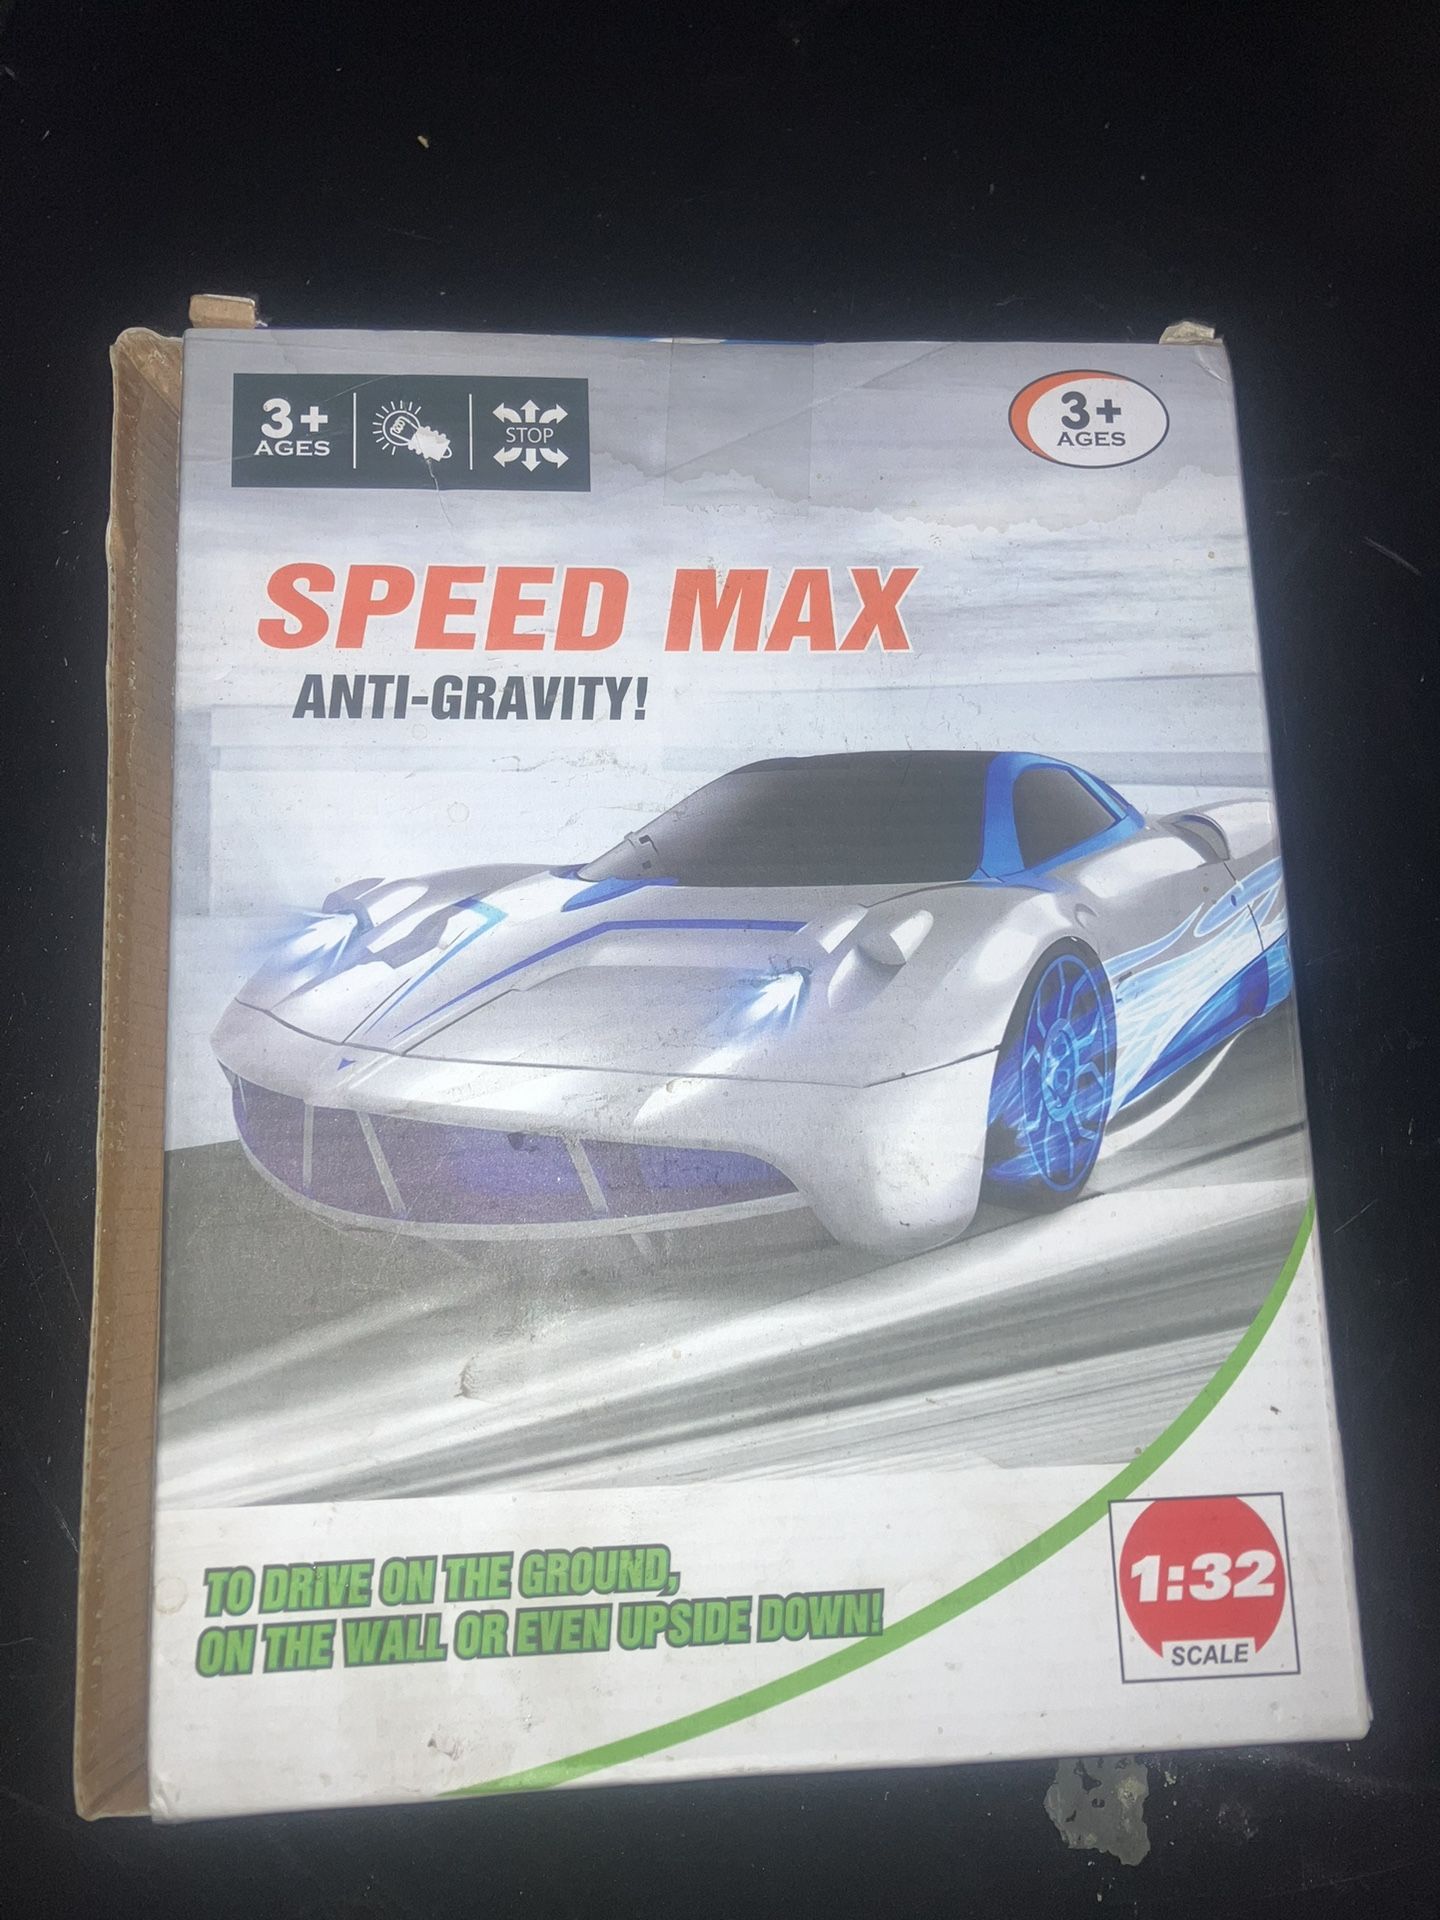 3+
AGES
STOP
3+
AGES
SPEED MAX
ANTI-GRAVITY!
TO DRIVE ON THE GROUND,
ON THE WALL OR EVEN UPSIDE DOWN!
1:32
SCALE